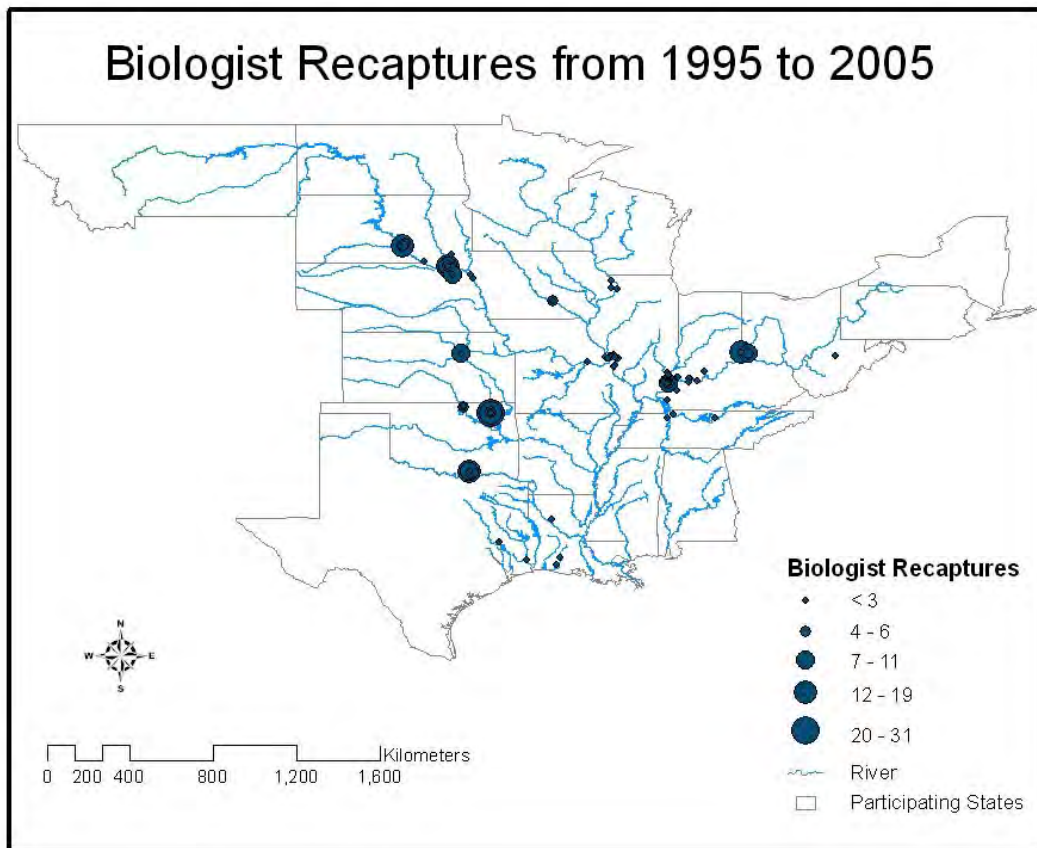 Biologist Recaptures from 1995 to 2005
Biologist Recaptures
< 3
4 - 6
7 - 11
12 - 19
20 - 31
River
Participating States
N
W E
S
Kilometers
0 200 400 800 1,200 1,600